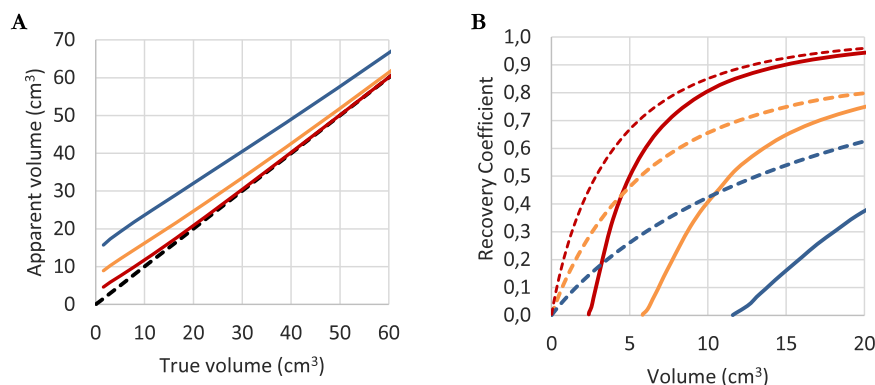 A
Apparent volume (cm³)
70
60
50
40
30
20
10
0
0 10 20 30 40 50 60
True volume (cm³)
B
Recovery Coefficient
1,0
0,9
0,8
0,7
0,6
0,5
0,4
0,3
0,2
0,1
0,0
0 5 10 15 20
Volume (cm³)